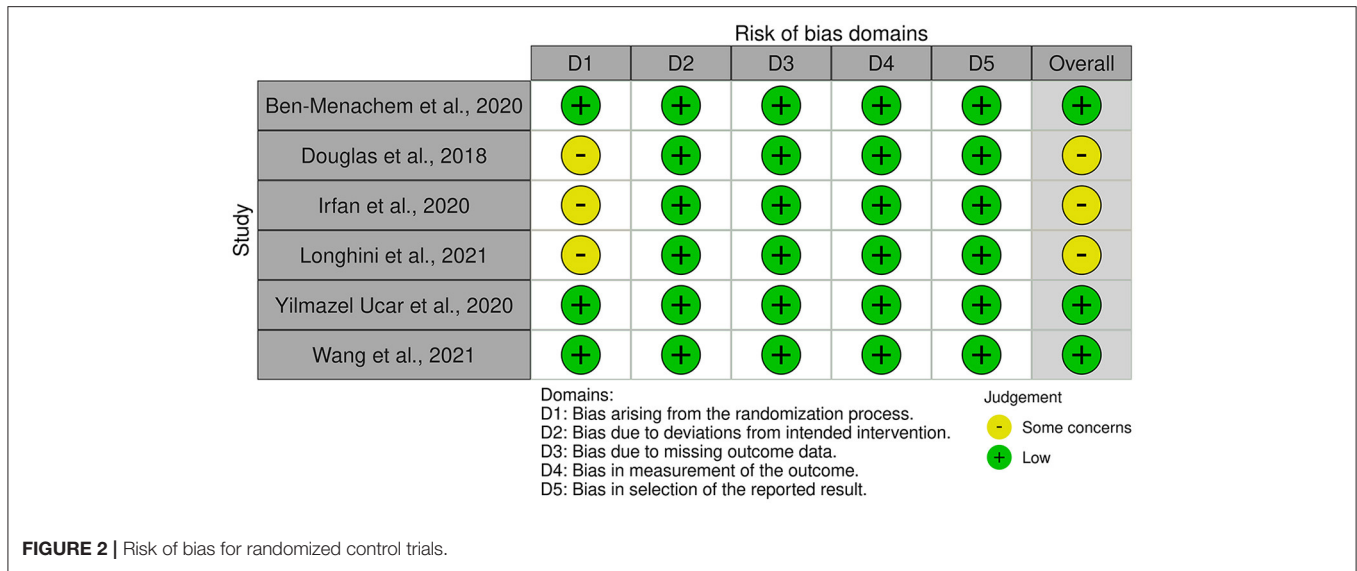 Risk of bias domains
D1 D2 D3 D4 D5 Overall
Study
Ben-Menachem et al., 2020 + + + + + +
Douglas et al., 2018 - + + + + -
Irfan et al., 2020 - + + + + -
Longhini et al., 2021 - + + + + -
Yilmazel Ucar et al., 2020 + + + + + +
Wang et al., 2021 + + + + + +
Domains:
D1: Bias arising from the randomization process.
D2: Bias due to deviations from intended intervention.
D3: Bias due to missing outcome data.
D4: Bias in measurement of the outcome.
D5: Bias in selection of the reported result.
Judgement
- Some concerns
+ Low
FIGURE 2 | Risk of bias for randomized control trials.